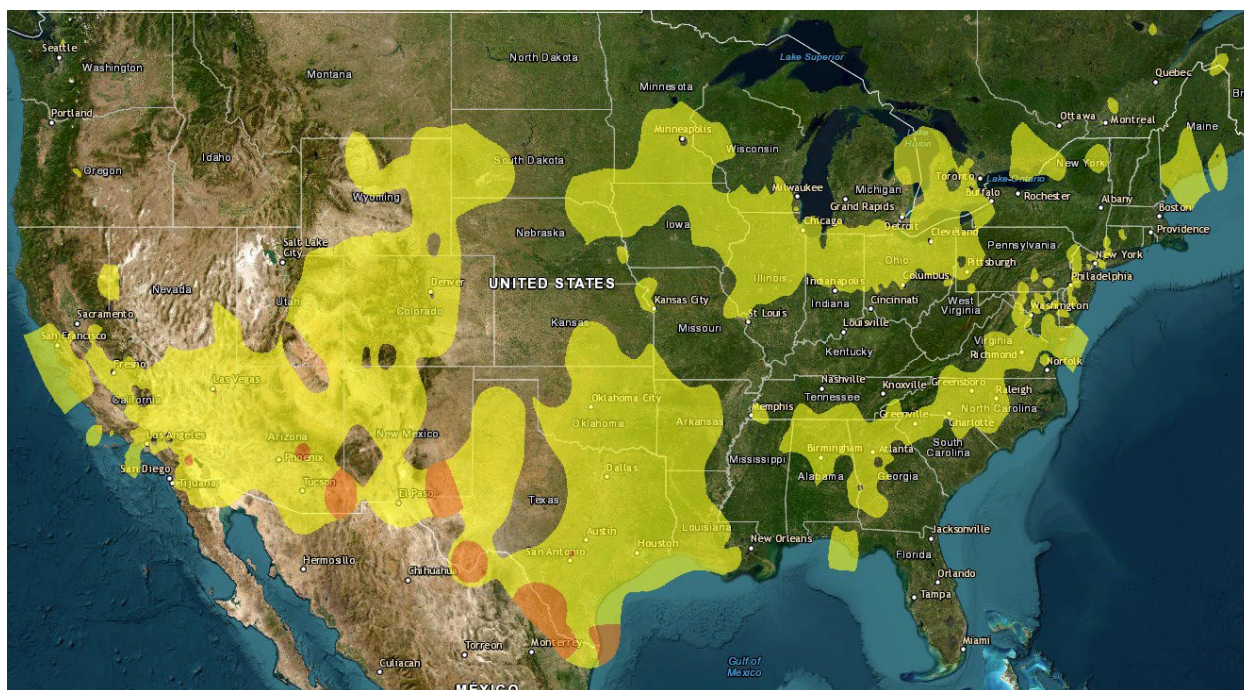 Seattle
Washington
Montana
North Dakota
Lake Superior
Quebec
Portland
Minnesota
Ottawa
Montreal
Maine
Minneapolis
Wisconsin
Oregon
Idaho
South Dakota
Toronto
Lake Ontario
New York
Wyoming
Milwaukee
Michigan
Grand Rapids
Buffalo
Rochester
Albany
Boston
Salt Lake
City
Nebraska
Iowa
Chicago
Detroit
Cleveland
Providence
Pennsylvania
New York
Nevada
Utah
Denver
UNITED STATES
Illinois
Indianapolis
Ohio
Columbus
Pittsburgh
Philadelphia
Sacramento
Colorado
Kansas City
Indiana
Cincinnati
West
Virginia
Washington
San Francisco
Kansas
Missouri
St Louis
Louisville
Kentucky
Virginia
Richmond
Norfolk
Fresno
Las Vegas
California
Oklahoma City
Nashville
Tennessee
Knoxville
Greensboro
Raleigh
North Carolina
Memphis
Greenville
Charlotte
Los Angeles
Arizona
New Mexico
Oklahoma
Arkansas
Phoenix
Birmingham
Atlanta
South
Carolina
San Diego
Tijuana
Tucson
El Paso
Dallas
Mississippi
Alabama
Georgia
Texas
Louisiana
Austin
Hermosillo
San Antonio
Houston
New Orleans
Jacksonville
Florida
Chihuahua
Orlando
Tampa
Torreón
Monterrey
Miami
Culiacan
Gulf of
Mexico
MÉXICO